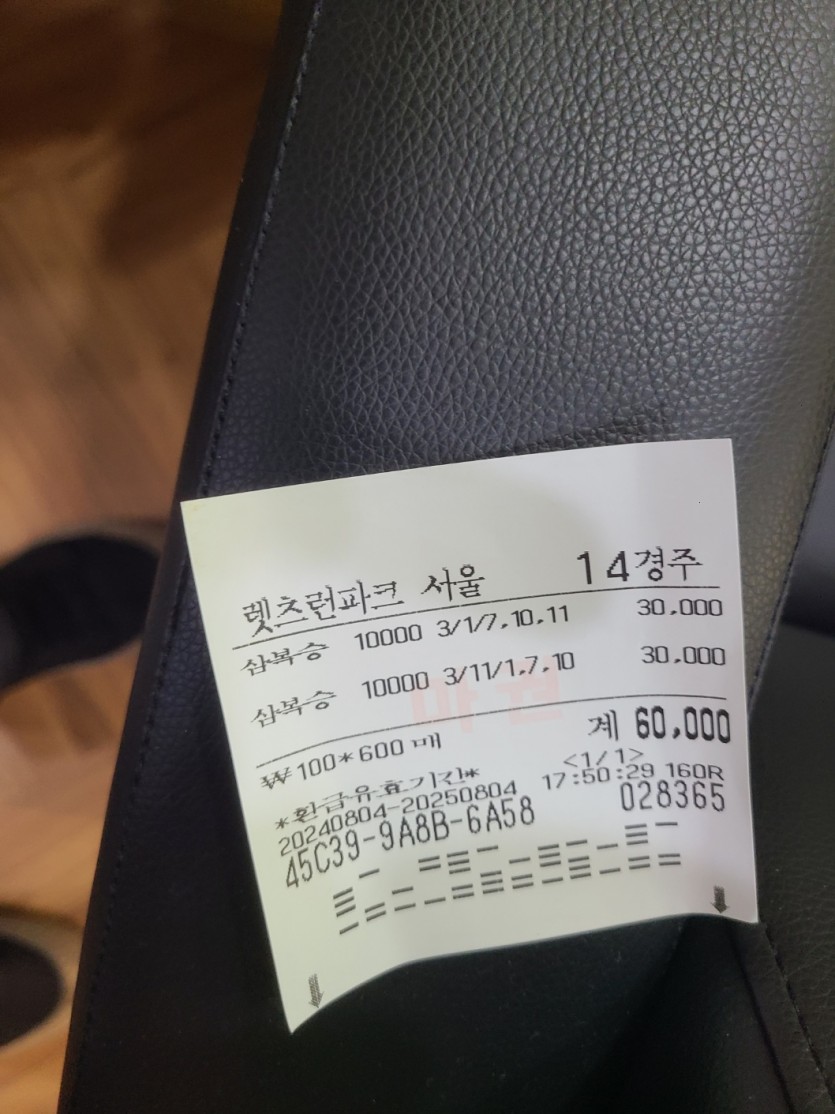 렛츠런파크 서울 14경주
삼복승 10000 3/1/7,10,11 30,000
삼복승 10000 3/11/1,7,10 30,000
마권
₩100*600매 계 60,000
*환급유효기간* <1/1>
20240804-20250804 17:50:29 160R
45C39-9A8B-6A58 028365